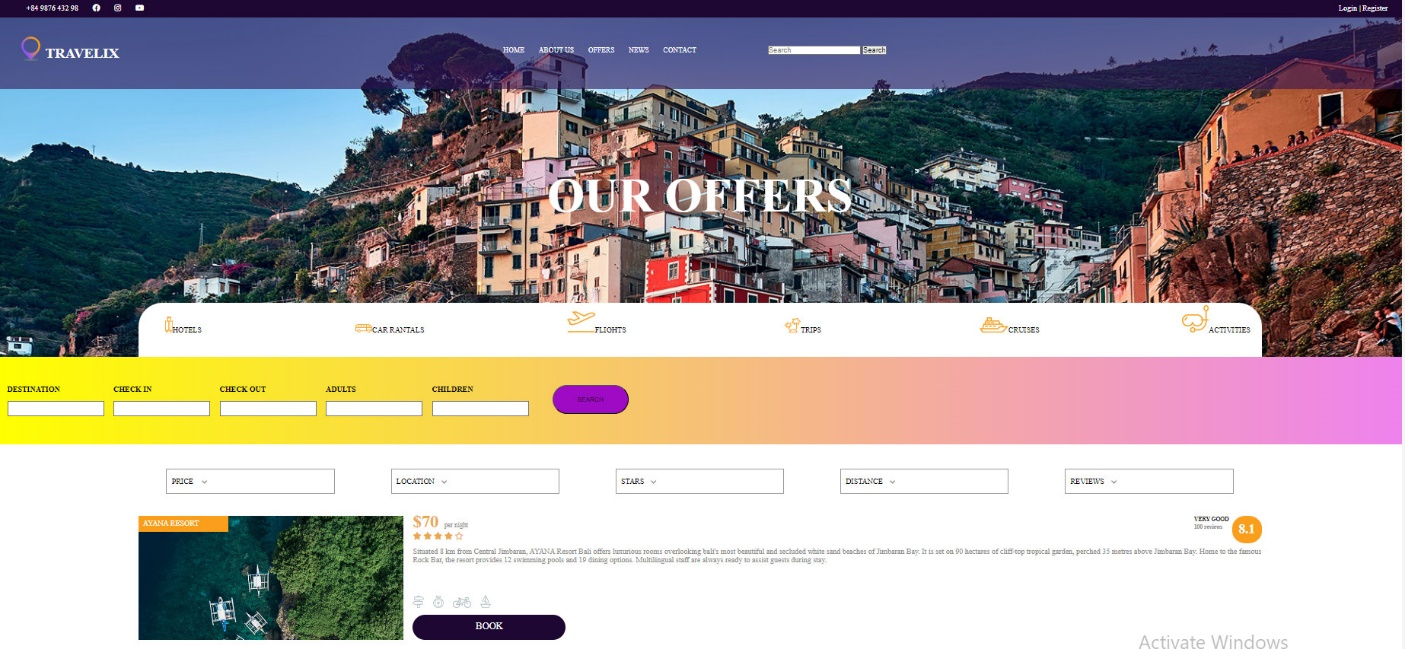 +84 9876 432 98
Login | Register
TRAVELIX
HOME ABOUT US OFFERS NEWS CONTACT
Search Search
OUR OFFERS
HOTELS CAR RANTALS FLIGHTS TRIPS CRUISES ACTIVITIES
DESTINATION CHECK IN CHECK OUT ADULTS CHILDREN
SEARCH
PRICE LOCATION STARS DISTANCE REVIEWS
AYANA RESORT
$70 per night
VERY GOOD
100 reviews
8.1
Situated 8 km from Central Jimbaran, AYANA Resort Bali offers luxurious rooms overlooking bali's most beautiful and secluded white sand beaches of Jimbaran Bay. It is set on 90 hectares of cliff-top tropical garden, perched 35 metres above Jimbaran Bay. Home to the famous
Rock Bar, the resort provides 12 swimming pools and 19 dining options. Multilingual staff are always ready to assist guests during stay.
BOOK
Activate Windows